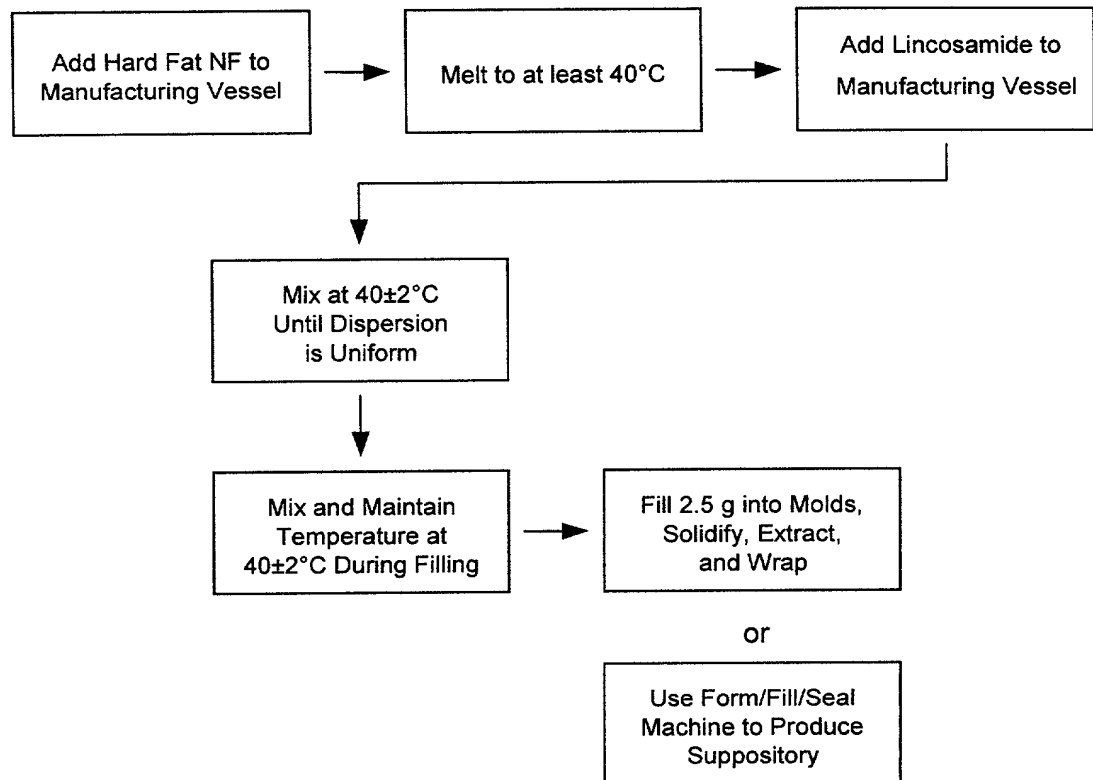 Add Hard Fat NF to
Manufacturing Vessel
Melt to at least 40°C
Add Lincosamide to
Manufacturing Vessel
Mix at 40±2°C
Until Dispersion
is Uniform
Mix and Maintain
Temperature at
40±2°C During Filling
Fill 2.5 g into Molds,
Solidify, Extract,
and Wrap
or
Use Form/Fill/Seal
Machine to Produce
Suppository